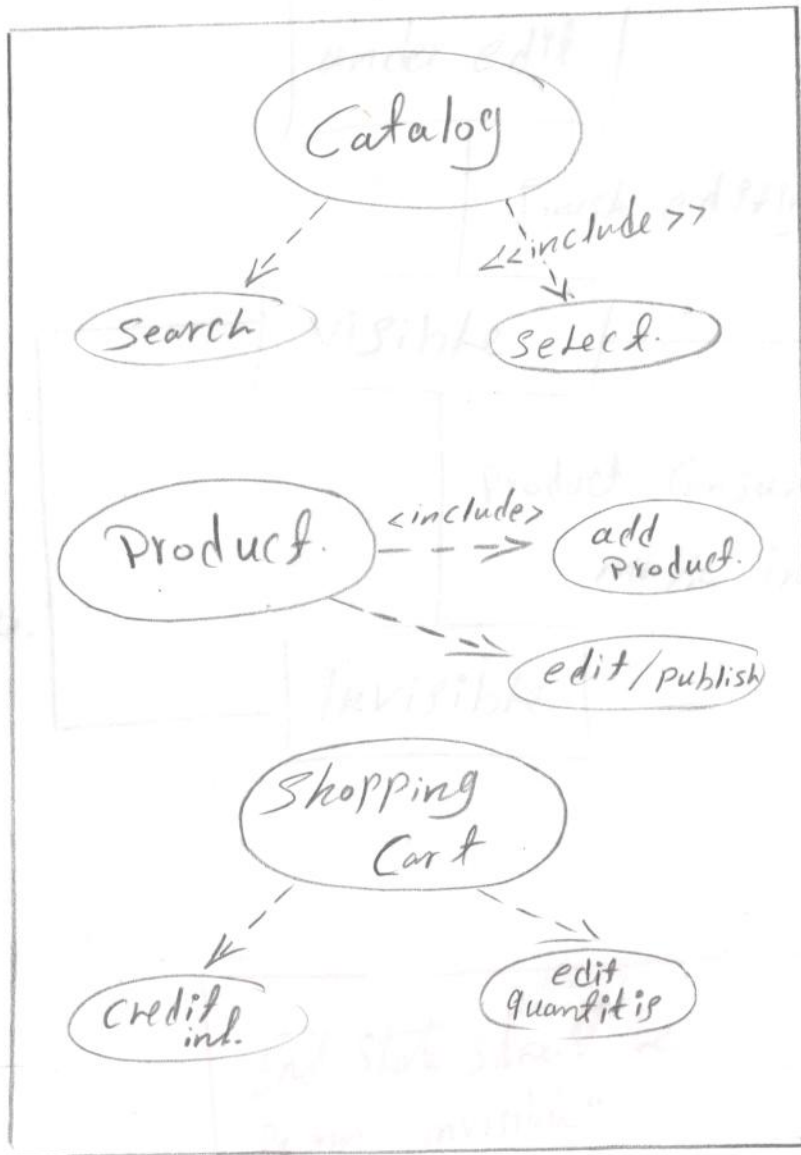 Catalog
<<include>>
Search
select.
Product.
<include>
add
product.
edit/publish
Shopping
Cart
credit
inf.
edit
quantitis